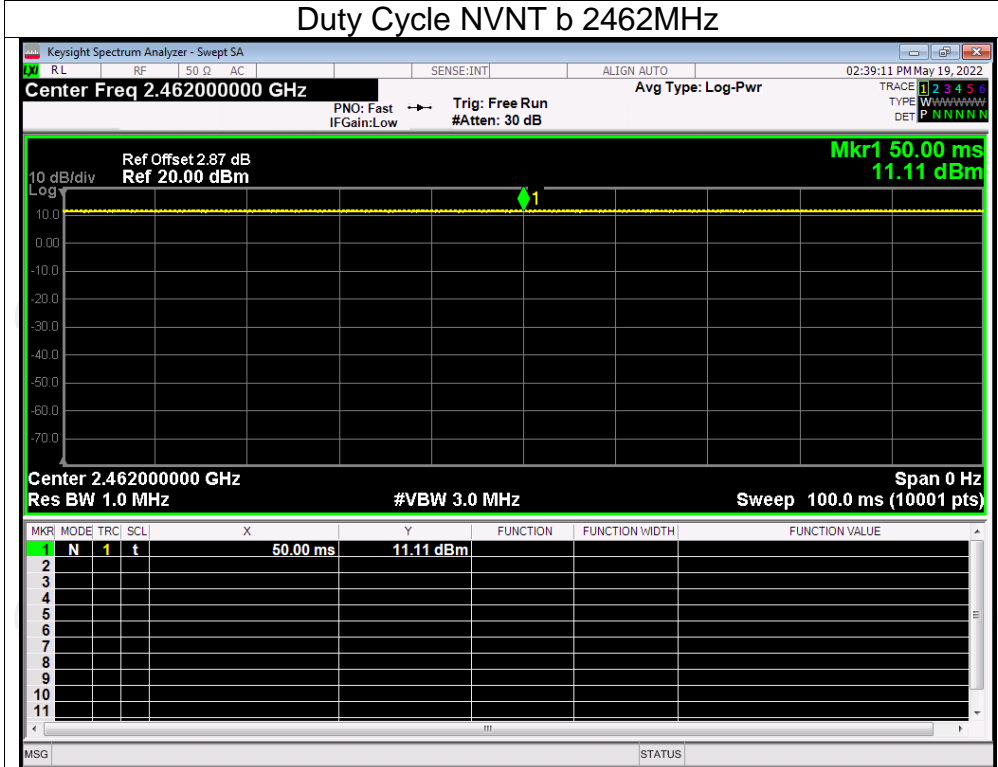 Duty Cycle NVNT b 2462MHz
Keysight Spectrum Analyzer - Swept SA
LXI RL RF 50 Ω AC SENSE:INT ALIGN AUTO 02:39:11 PM May 19, 2022
Center Freq 2.462000000 GHz Avg Type: Log-Pwr TRACE 1 2 3 4 5 6
PNO: Fast Trig: Free Run TYPE WWWWWW
IFGain:Low #Atten: 30 dB DET P N N N N N
Mkr1 50.00 ms
Ref Offset 2.87 dB
10 dB/div Ref 20.00 dBm 11.11 dBm
Log
1
10.0
0.00
-10.0
-20.0
-30.0
-40.0
-50.0
-60.0
-70.0
Center 2.462000000 GHz Span 0 Hz
Res BW 1.0 MHz #VBW 3.0 MHz Sweep 100.0 ms (10001 pts)
MKR MODE TRC SCL X Y FUNCTION FUNCTION WIDTH FUNCTION VALUE
1 N 1 t 50.00 ms 11.11 dBm
2
3
4
5
6
7
8
9
10
11
MSG STATUS